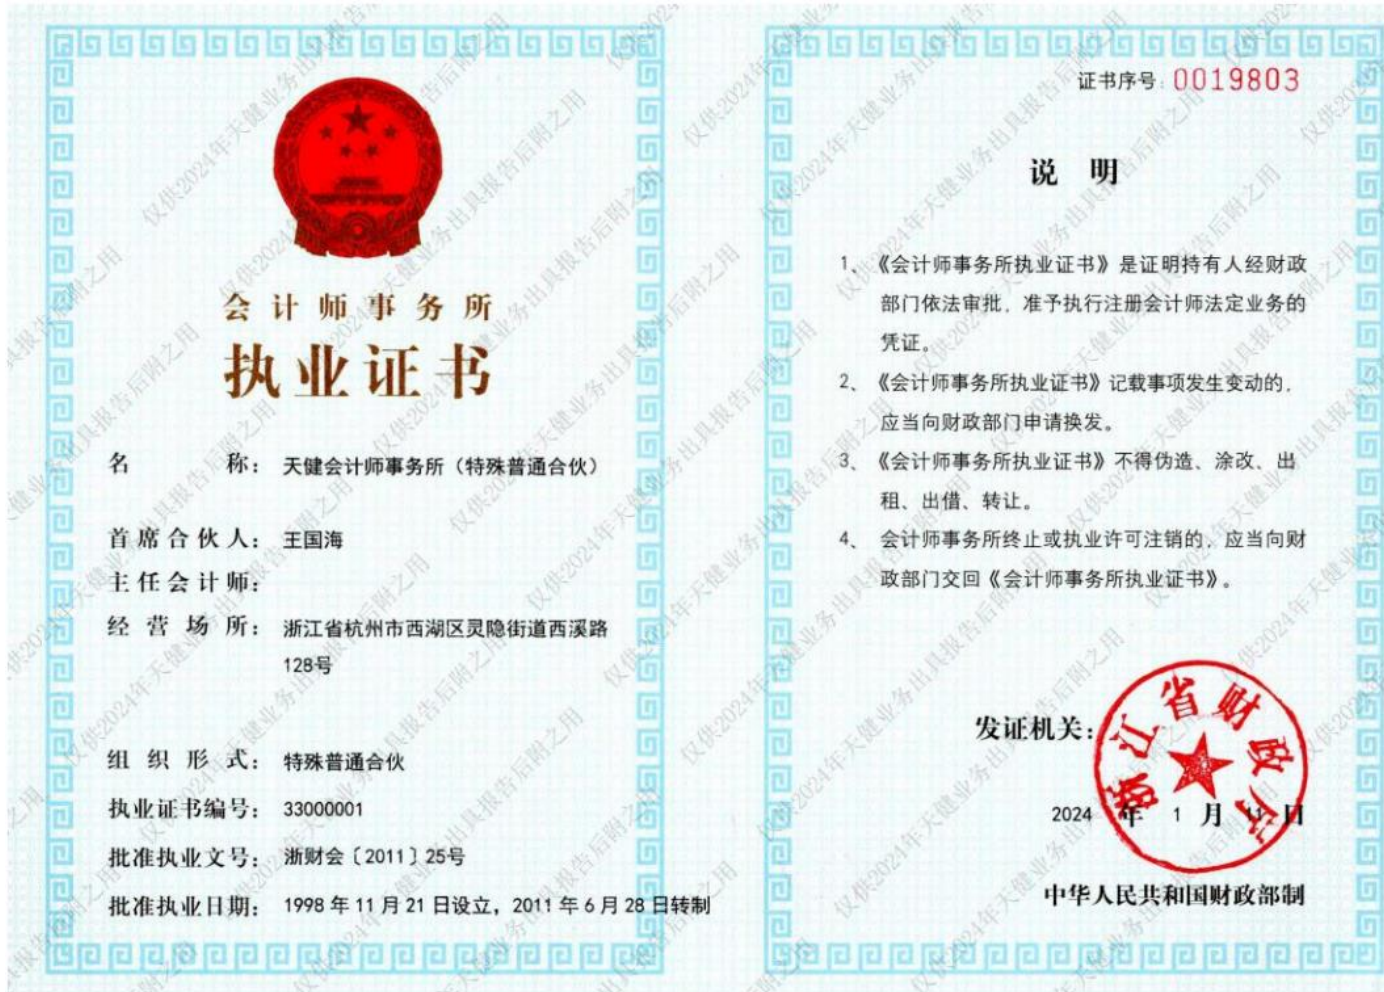 会计师事务所
执业证书
名 称： 天健会计师事务所（特殊普通合伙）
首席合伙人： 王国海
主任会计师：
经营场所： 浙江省杭州市西湖区灵隐街道西溪路
128号
组织形式： 特殊普通合伙
执业证书编号： 33000001
批准执业文号： 浙财会〔2011〕25号
批准执业日期： 1998年11月21日设立，2011年6月28日转制
证书序号：0019803
说 明
1、《会计师事务所执业证书》是证明持有人经财政
部门依法审批，准予执行注册会计师法定业务的
凭证。
2、《会计师事务所执业证书》记载事项发生变动的，
应当向财政部门申请换发。
3、《会计师事务所执业证书》不得伪造、涂改、出
租、出借、转让。
4、 会计师事务所终止或执业许可注销的，应当向财
政部门交回《会计师事务所执业证书》。
发证机关：
浙江省财政厅
2024 年 1 月 11 日
中华人民共和国财政部制
仅供2024年天健业务出具报告后附之用